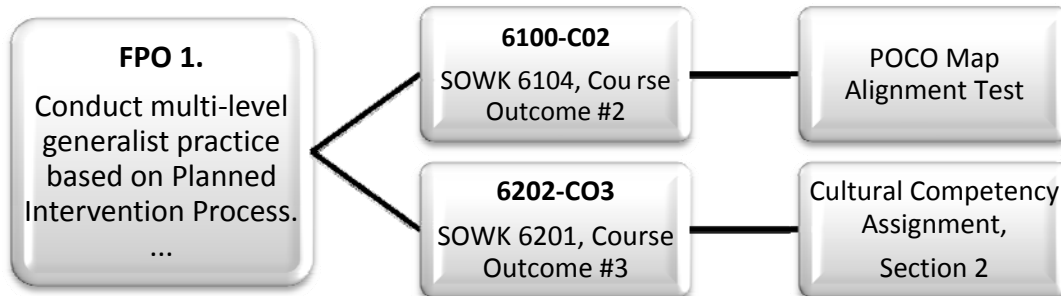 FPO 1.
Conduct multi-level
generalist practice
based on Planned
Intervention Process.
...
6100-C02
SOWK 6104, Cou rse
Outcome #2
POCO Map
Alignment Test
6202-CO3
SOWK 6201, Course
Outcome #3
Cultural Competency
Assignment,
Section 2